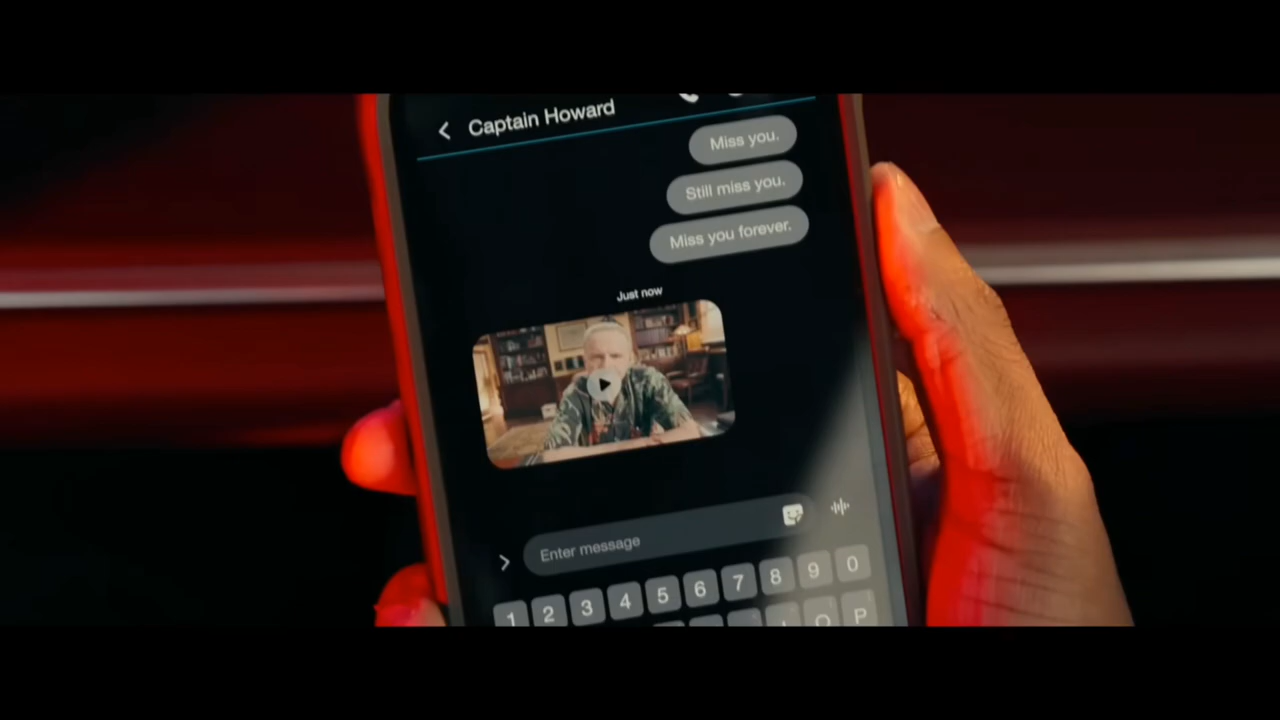 Captain Howard
Miss you.
Still miss you.
Miss you forever.
Just now
Enter message
1 2 3 4 5 6 7 8 9 0
O P